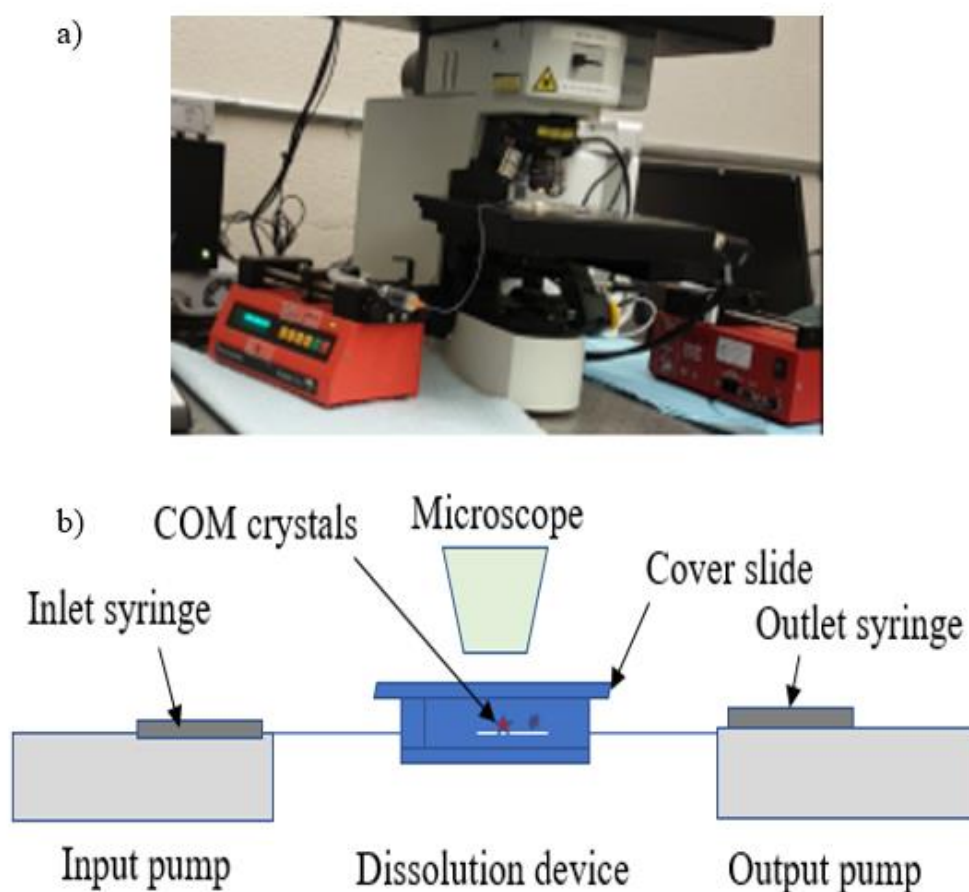 a)
b)
COM crystals
Microscope
Cover slide
Inlet syringe
Outlet syringe
Input pump
Dissolution device
Output pump